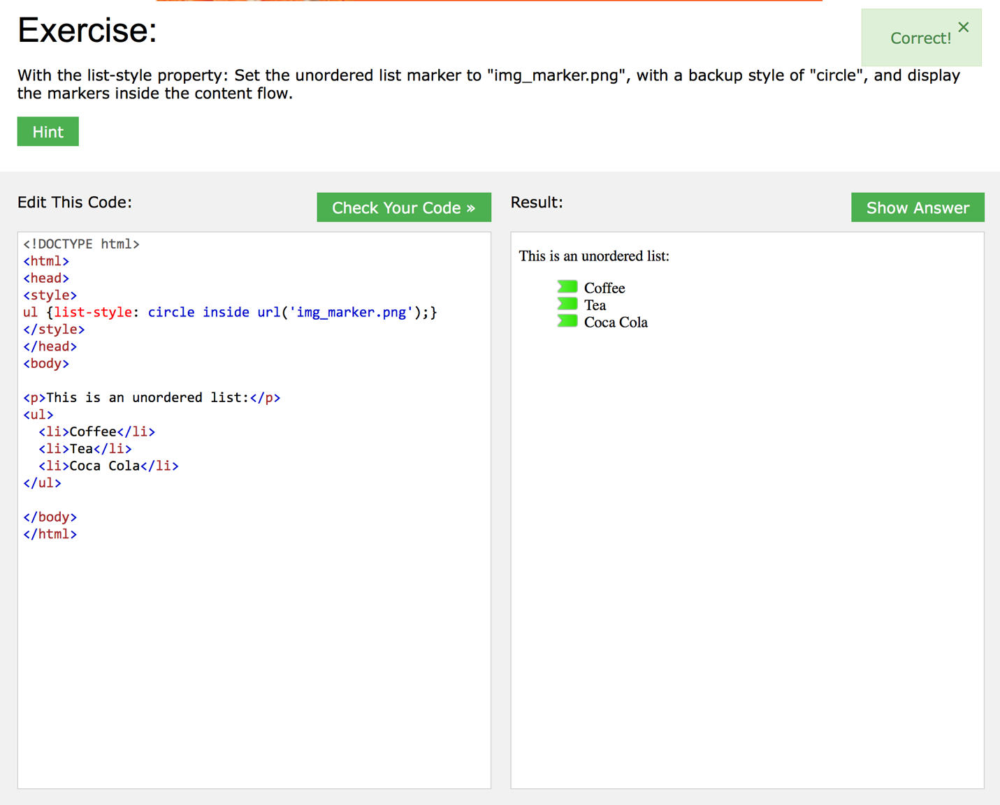 Exercise:
Correct! ×
With the list-style property: Set the unordered list marker to "img_marker.png", with a backup style of "circle", and display
the markers inside the content flow.
Hint
Edit This Code:
Check Your Code »
<!DOCTYPE html>
<html>
<head>
<style>
ul {list-style: circle inside url('img_marker.png');}
</style>
</head>
<body>
<p>This is an unordered list:</p>
<ul>
  <li>Coffee</li>
  <li>Tea</li>
  <li>Coca Cola</li>
</ul>
</body>
</html>
Result:
Show Answer
This is an unordered list:
Coffee
Tea
Coca Cola